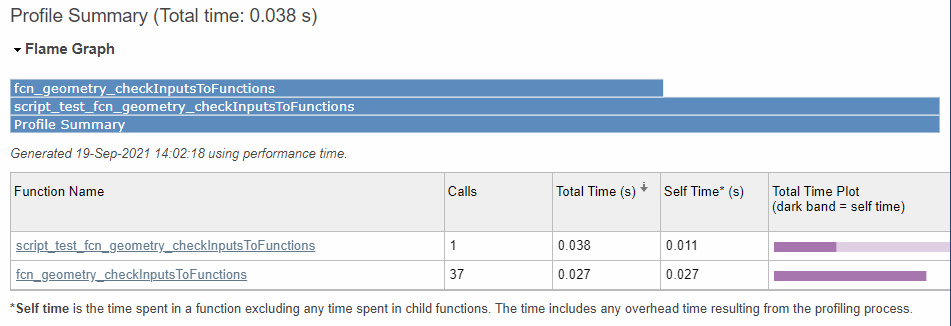 Profile Summary (Total time: 0.038 s)
Flame Graph
fcn_geometry_checkInputsToFunctions
script_test_fcn_geometry_checkInputsToFunctions
Profile Summary
Generated 19-Sep-2021 14:02:18 using performance time.
Function Name Calls Total Time (s) Self Time* (s) Total Time Plot
(dark band = self time)
script_test_fcn_geometry_checkInputsToFunctions 1 0.038 0.011
fcn_geometry_checkInputsToFunctions 37 0.027 0.027
*Self time is the time spent in a function excluding any time spent in child functions. The time includes any overhead time resulting from the profiling process.